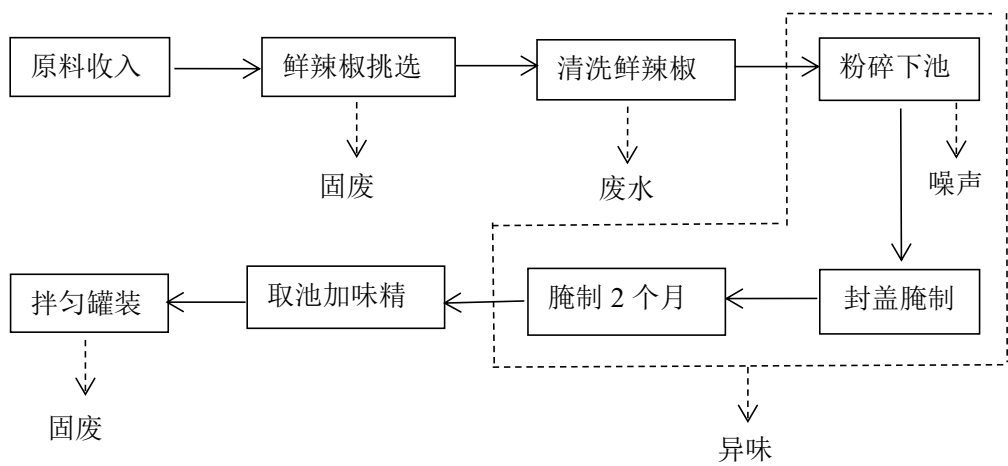 原料收入
鲜辣椒挑选
清洗鲜辣椒
粉碎下池
固废
废水
噪声
拌匀罐装
取池加味精
腌制 2 个月
封盖腌制
固废
异味